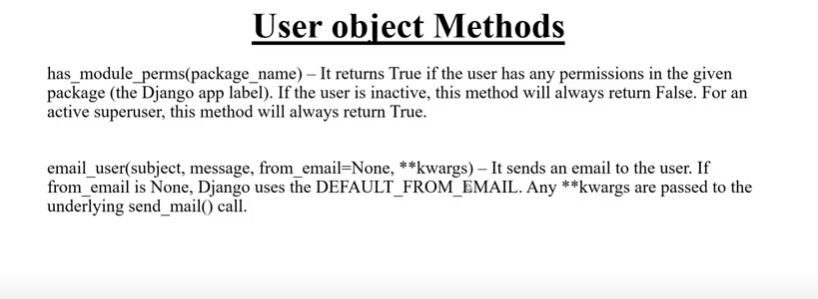 User object Methods
has_module_perms(package_name) – It returns True if the user has any permissions in the given
package (the Django app label). If the user is inactive, this method will always return False. For an
active superuser, this method will always return True.
email_user(subject, message, from_email=None, **kwargs) – It sends an email to the user. If
from_email is None, Django uses the DEFAULT_FROM_EMAIL. Any **kwargs are passed to the
underlying send_mail() call.